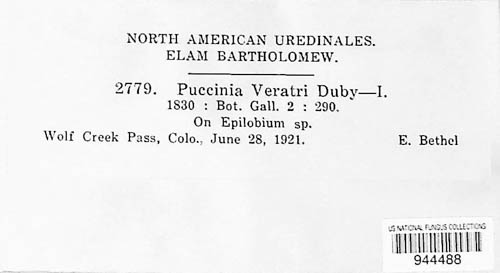 NORTH AMERICAN UREDINALES.
ELAM BARTHOLOMEW.
2779. Puccinia Veratri Duby—I.
1830 : Bot. Gall. 2 : 290.
On Epilobium sp.
Wolf Creek Pass, Colo., June 28, 1921. E. Bethel
US NATIONAL FUNGUS COLLECTIONS
944488